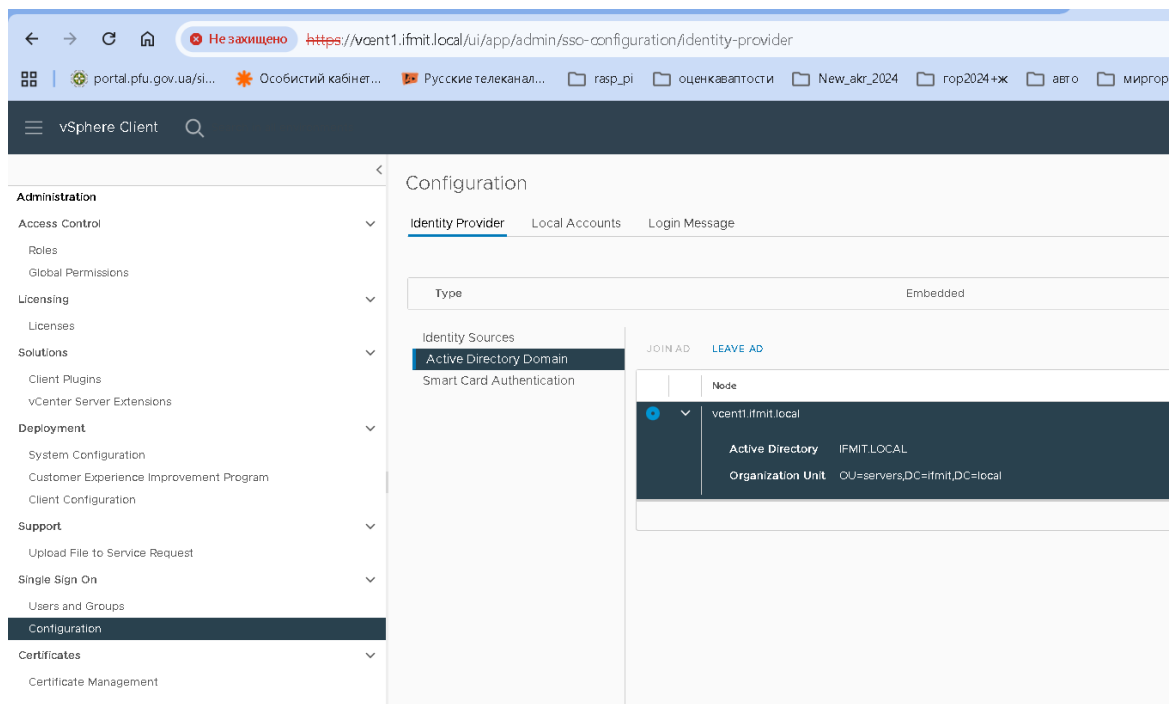 Не захищено https://vcent1.ifmit.local/ui/app/admin/sso-configuration/identity-provider
portal.pfu.gov.ua/si... Особистий кабінет... Русские телеканал... rasp_pi оценкаваптости New_akr_2024 гор2024+ж авто миргор
vSphere Client
Administration
Access Control
Roles
Global Permissions
Licensing
Licenses
Solutions
Client Plugins
vCenter Server Extensions
Deployment
System Configuration
Customer Experience Improvement Program
Client Configuration
Support
Upload File to Service Request
Single Sign On
Users and Groups
Configuration
Certificates
Certificate Management
Configuration
Identity Provider Local Accounts Login Message
Type Embedded
Identity Sources
Active Directory Domain
Smart Card Authentication
JOIN AD LEAVE AD
Node
vcent1.ifmit.local
Active Directory IFMIT.LOCAL
Organization Unit OU=servers,DC=ifmit,DC=local